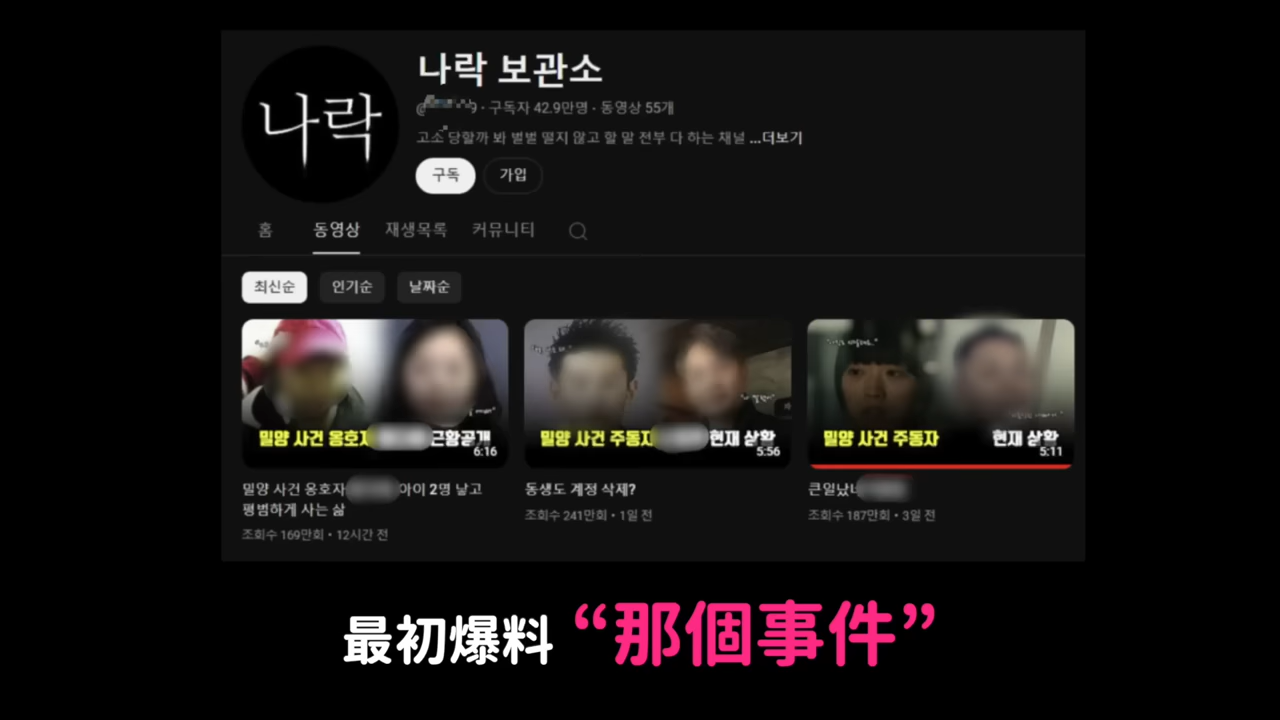 나락
나락 보관소
· 구독자 42.9만명 · 동영상 55개
고소 당할까 봐 벌벌 떨지 않고 할 말 전부 다 하는 채널 ...더보기
구독
가입
홈
동영상
재생목록
커뮤니티
최신순
인기순
날짜순
밀양 사건 옹호자
근황공개
6:16
밀양 사건 주동자
현재 상황
5:56
밀양 사건 주동자
현재 상황
5:11
밀양 사건 옹호자 아이 2명 낳고
평범하게 사는 삶
조회수 169만회 • 12시간 전
동생도 계정 삭제?
조회수 241만회 • 1일 전
큰일났네
조회수 187만회 • 3일 전
最初爆料 “那個事件”